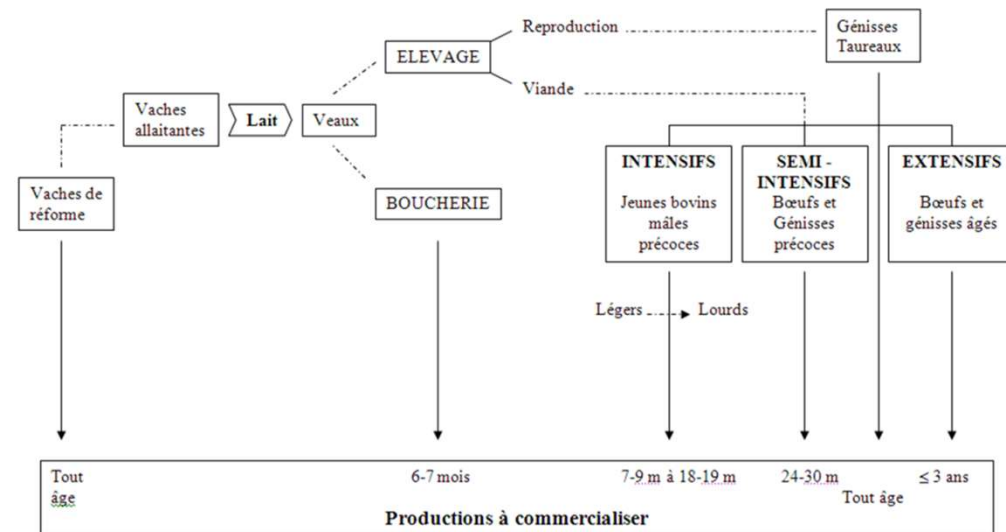 Reproduction
Génisses
Taureaux
ELEVAGE
Viande
Vaches
allaitantes
Lait
Veaux
Vaches de
réforme
BOUCHERIE
INTENSIFS
Jeunes bovins
mâles
précoces
SEMI -
INTENSIFS
Bœufs et
Génisses
précoces
EXTENSIFS
Bœufs et
génisses âgés
Légers
Lourds
Tout
âge
6-7 mois
7-9 m à 18-19 m
24-30 m
≤ 3 ans
Tout âge
Productions à commercialiser